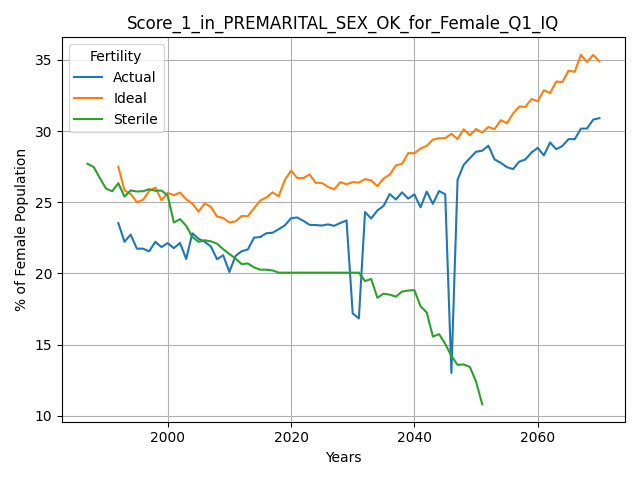 Score_1_in_PREMARITAL_SEX_OK_for_Female_Q1_IQ
Fertility
Actual
Ideal
Sterile
% of Female Population
35
30
25
20
15
10
2000
2020
2040
2060
Years